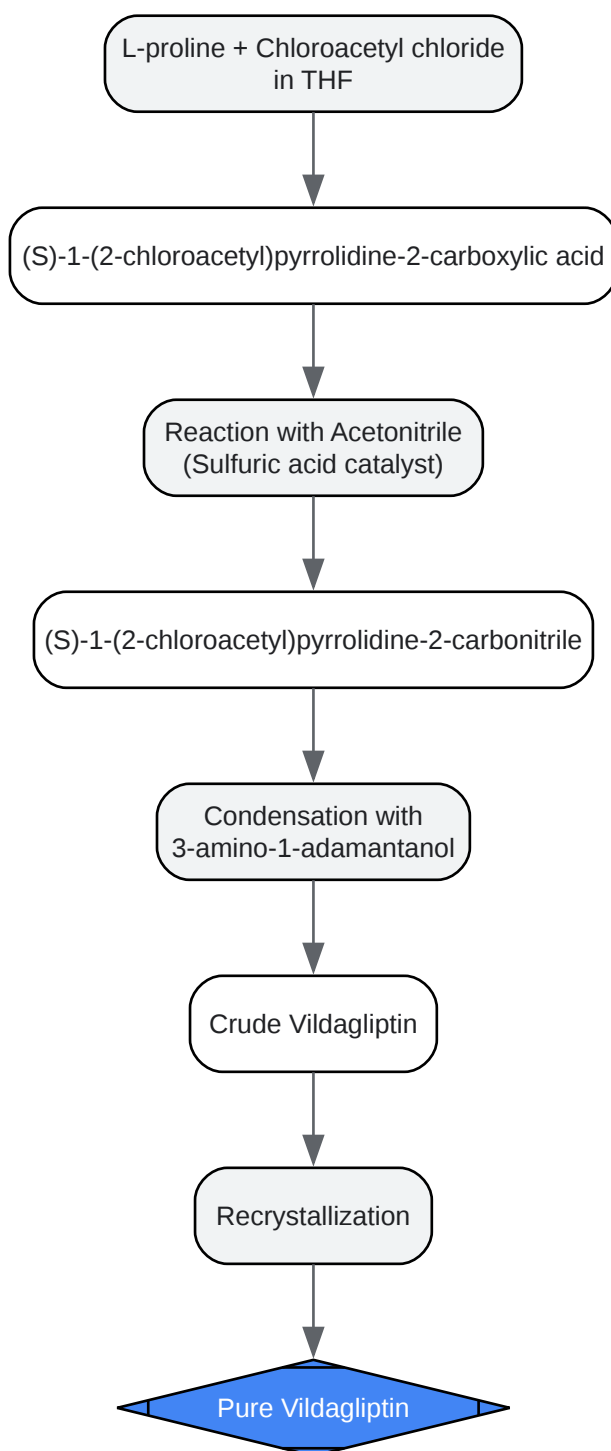 L-proline + Chloroacetyl chloride
in THF
(S)-1-(2-chloroacetyl)pyrrolidine-2-carboxylic acid
Reaction with Acetonitrile
(Sulfuric acid catalyst)
(S)-1-(2-chloroacetyl)pyrrolidine-2-carbonitrile
Condensation with
3-amino-1-adamantanol
Crude Vildagliptin
Recrystallization
Pure Vildagliptin